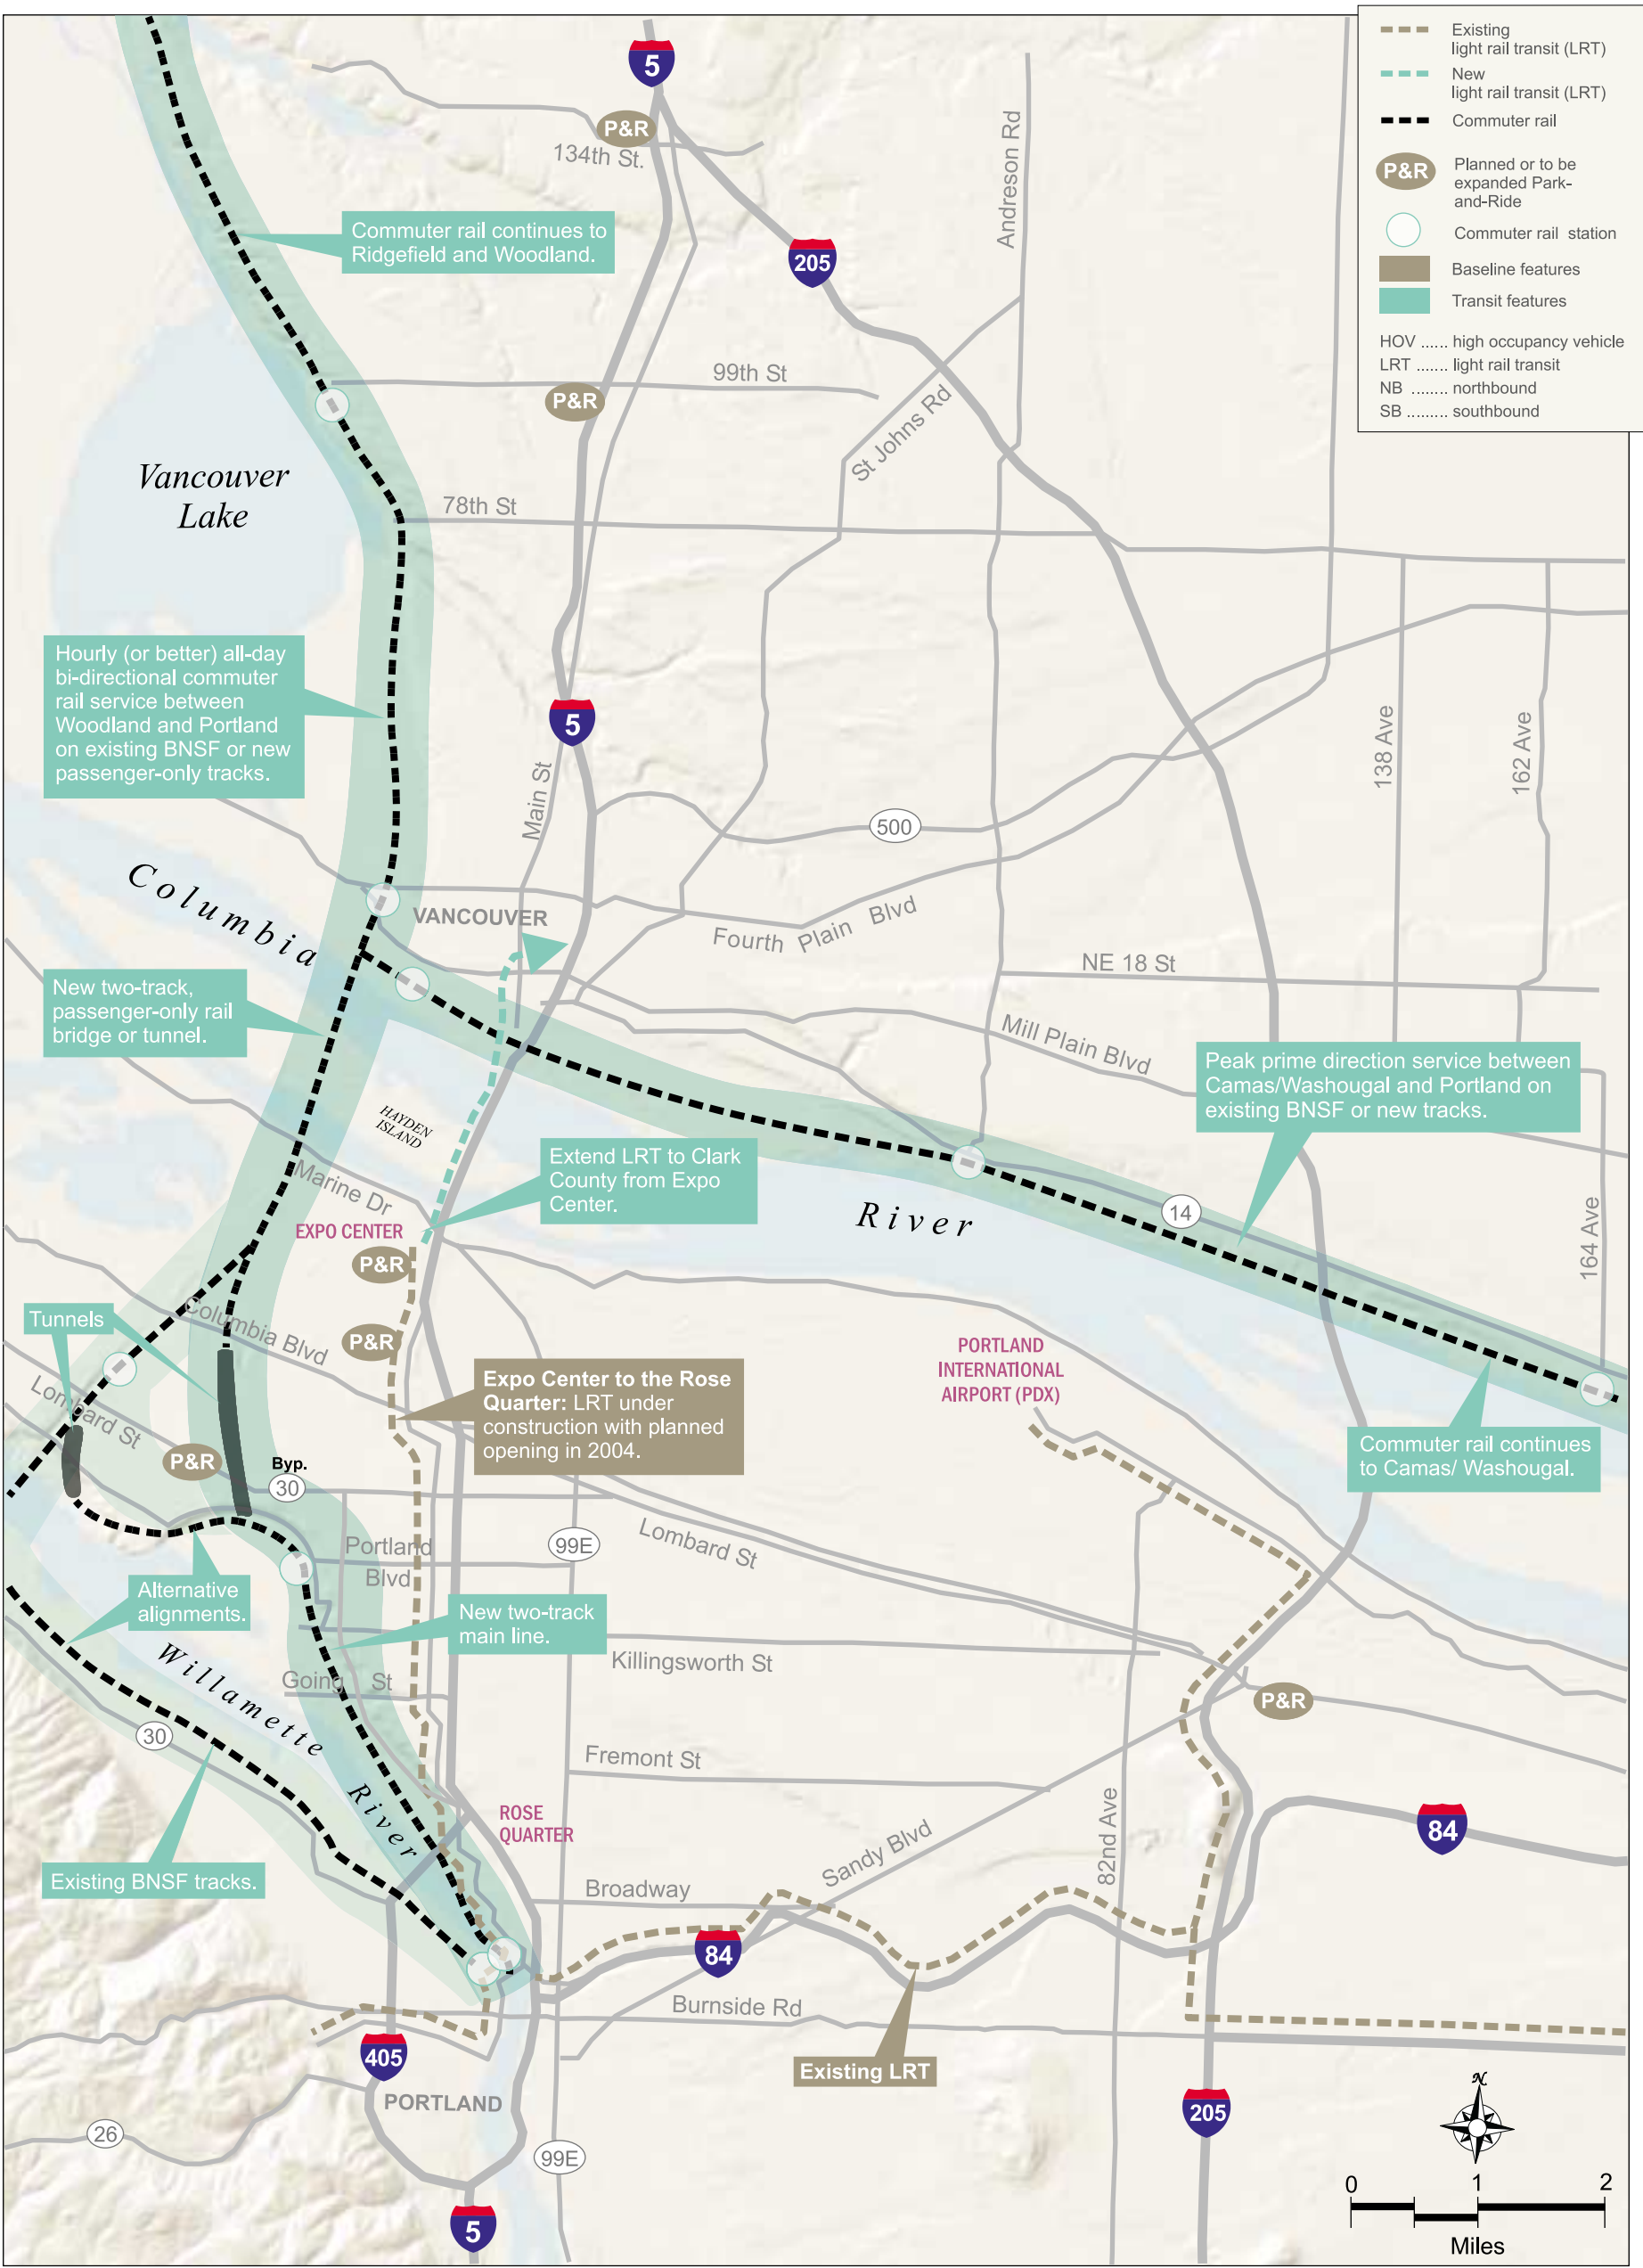 Existing
light rail transit (LRT)
New
light rail transit (LRT)
Commuter rail
P&R
Planned or to be
expanded Park-
and-Ride
Commuter rail station
Baseline features
Transit features
HOV ...... high occupancy vehicle
LRT ....... light rail transit
NB ........ northbound
SB ......... southbound
5
P&R
134th St.
Andreson Rd
Commuter rail continues to
Ridgefield and Woodland.
205
99th St
P&R
St Johns Rd
Vancouver
Lake
78th St
Hourly (or better) all-day
bi-directional commuter
rail service between
Woodland and Portland
on existing BNSF or new
passenger-only tracks.
5
Main St
138 Ave
162 Ave
500
Columbia
VANCOUVER
Fourth Plain Blvd
NE 18 St
New two-track,
passenger-only rail
bridge or tunnel.
Mill Plain Blvd
Peak prime direction service between
Camas/Washougal and Portland on
existing BNSF or new tracks.
HAYDEN
ISLAND
Extend LRT to Clark
County from Expo
Center.
Marine Dr
River
14
164 Ave
EXPO CENTER
P&R
Tunnels
Columbia Blvd
P&R
PORTLAND
INTERNATIONAL
AIRPORT (PDX)
Expo Center to the Rose
Quarter: LRT under
construction with planned
opening in 2004.
Lombard St
Commuter rail continues
to Camas/ Washougal.
P&R
Byp.
30
99E
Lombard St
Portland
Blvd
Alternative
alignments.
New two-track
main line.
Killingsworth St
Willamette
Going St
P&R
30
Fremont St
River
ROSE
QUARTER
82nd Ave
84
Sandy Blvd
Existing BNSF tracks.
Broadway
84
Burnside Rd
405
Existing LRT
PORTLAND
205
N
26
99E
0 1 2
Miles
5